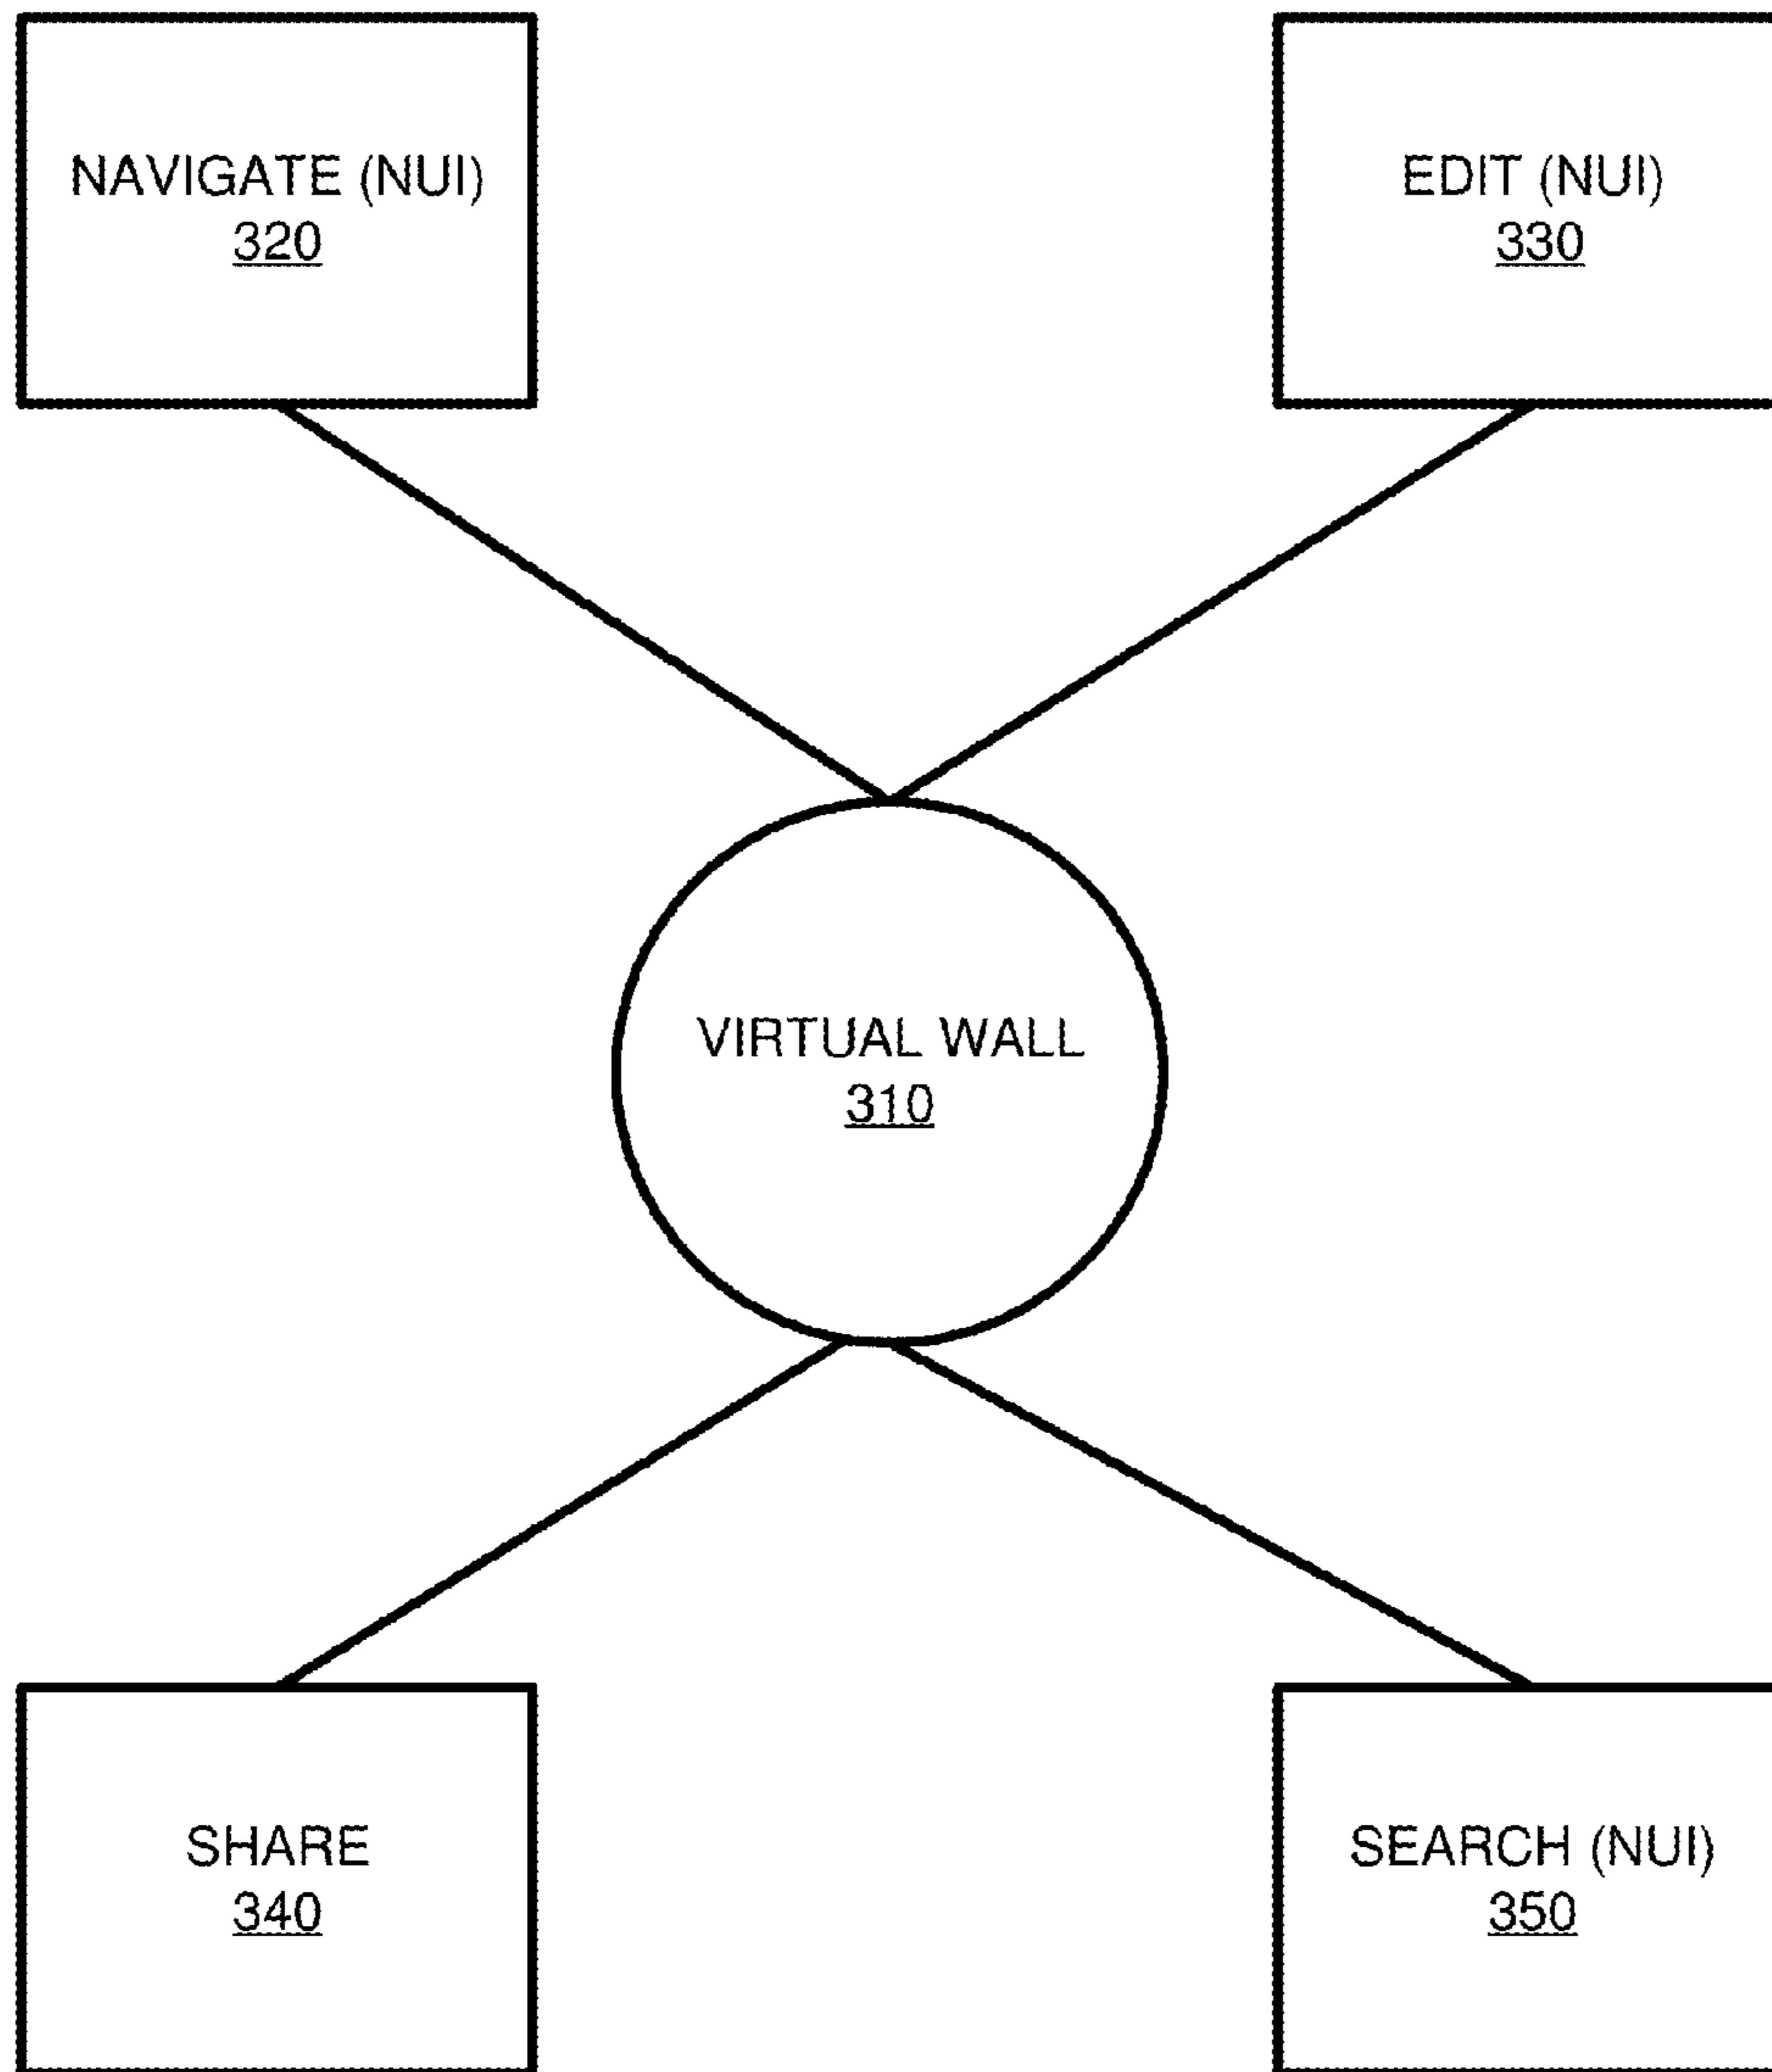 NAVIGATE (NUI)
320
EDIT (NUI)
330
VIRTUAL WALL
310
SHARE
340
SEARCH (NUI)
350